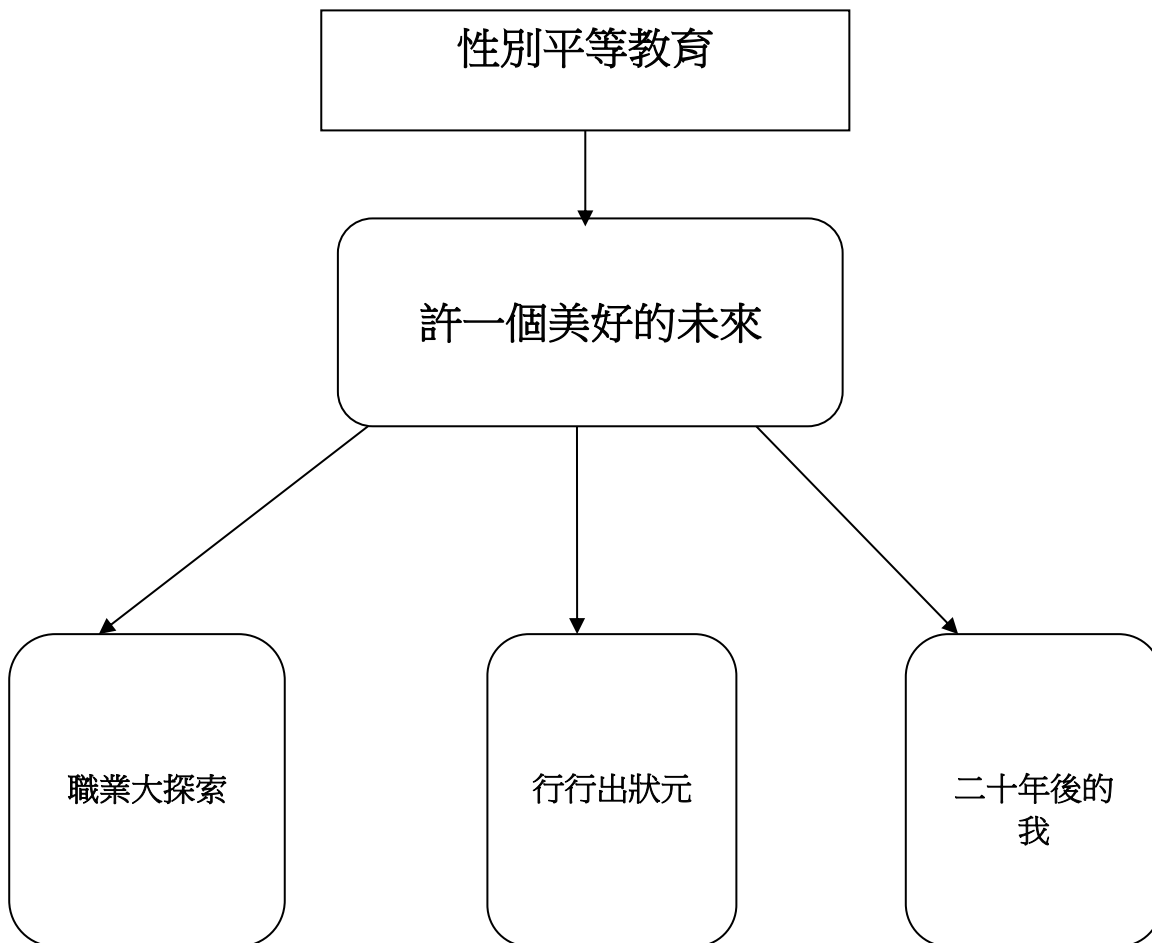 性別平等教育
許一個美好的未來
職業大探索
行行出狀元
二十年後的
我